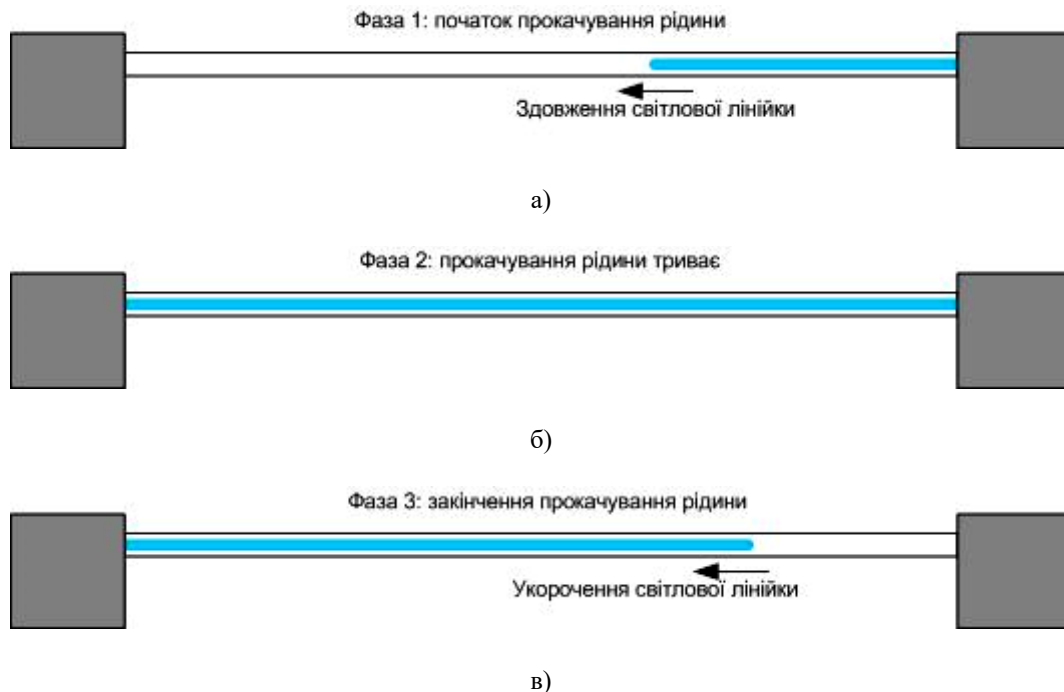 Фаза 1: початок прокачування рідини
Здовження світлової лінійки
а)
Фаза 2: прокачування рідини триває
б)
Фаза 3: закінчення прокачування рідини
Укорочення світлової лінійки
в)